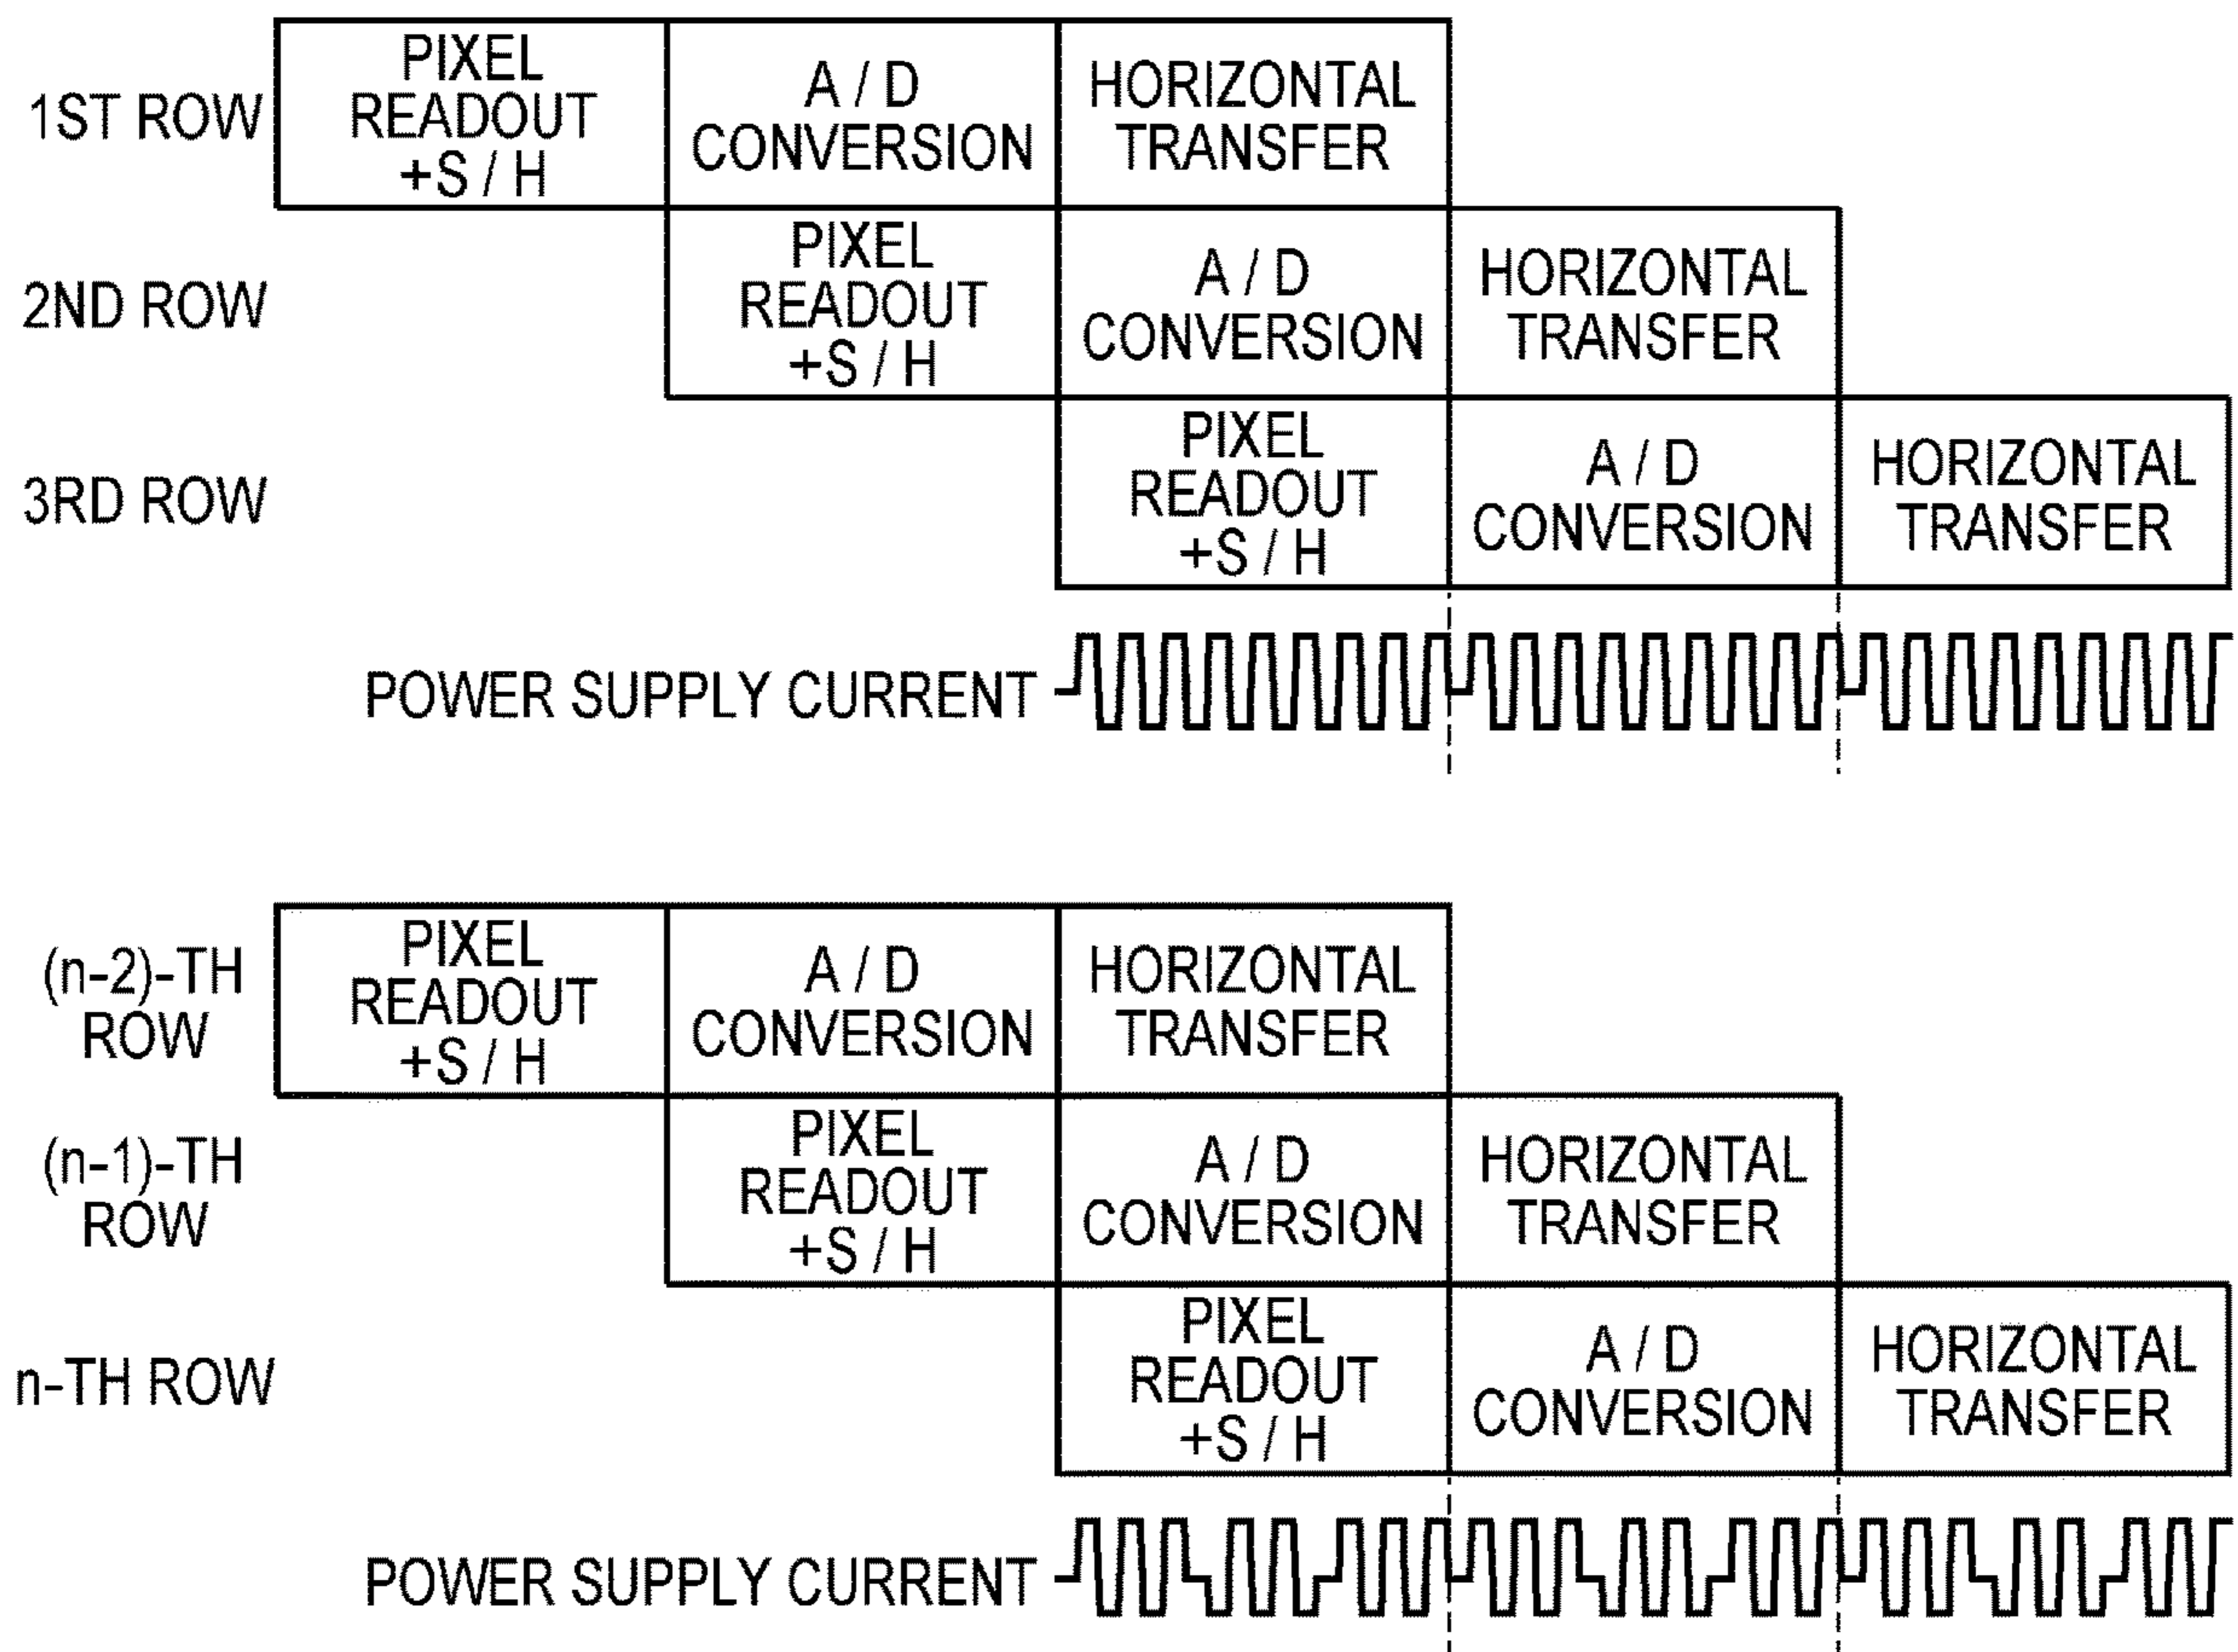 1ST ROW
PIXEL
READOUT
+S / H
A / D
CONVERSION
HORIZONTAL
TRANSFER
2ND ROW
PIXEL
READOUT
+S / H
A / D
CONVERSION
HORIZONTAL
TRANSFER
3RD ROW
PIXEL
READOUT
+S / H
A / D
CONVERSION
HORIZONTAL
TRANSFER
POWER SUPPLY CURRENT
(n-2)-TH
ROW
PIXEL
READOUT
+S / H
A / D
CONVERSION
HORIZONTAL
TRANSFER
(n-1)-TH
ROW
PIXEL
READOUT
+S / H
A / D
CONVERSION
HORIZONTAL
TRANSFER
n-TH ROW
PIXEL
READOUT
+S / H
A / D
CONVERSION
HORIZONTAL
TRANSFER
POWER SUPPLY CURRENT